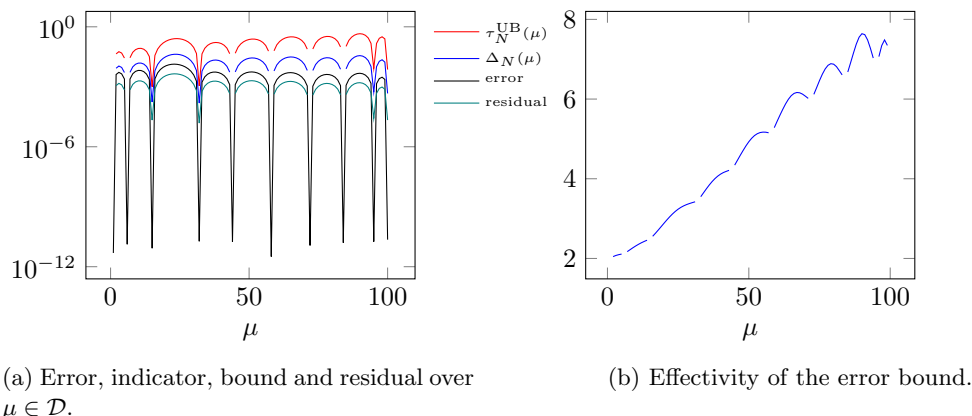 10^0
10^{-6}
10^{-12}
0
50
100
μ
τ_N^{UB}(μ)
Δ_N(μ)
error
residual
8
6
4
2
0
50
100
μ
(a) Error, indicator, bound and residual over
μ ∈ 𝒟.
(b) Effectivity of the error bound.